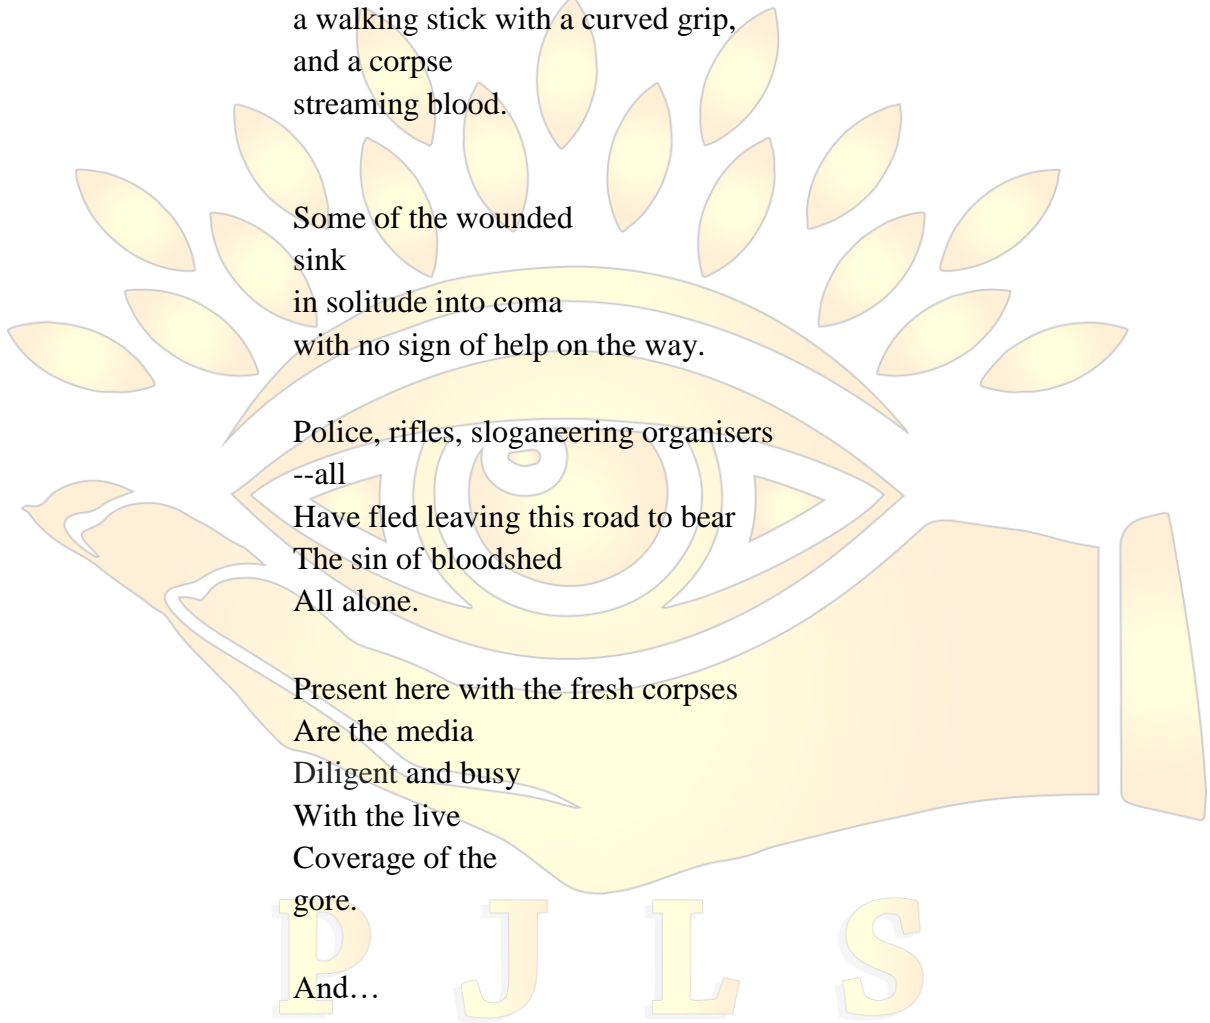 a walking stick with a curved grip,
and a corpse
streaming blood.
Some of the wounded
sink
in solitude into coma
with no sign of help on the way.
Police, rifles, sloganeering organisers
--all
Have fled leaving this road to bear
The sin of bloodshed
All alone.
Present here with the fresh corpses
Are the media
Diligent and busy
With the live
Coverage of the
gore.
And…
P J L S